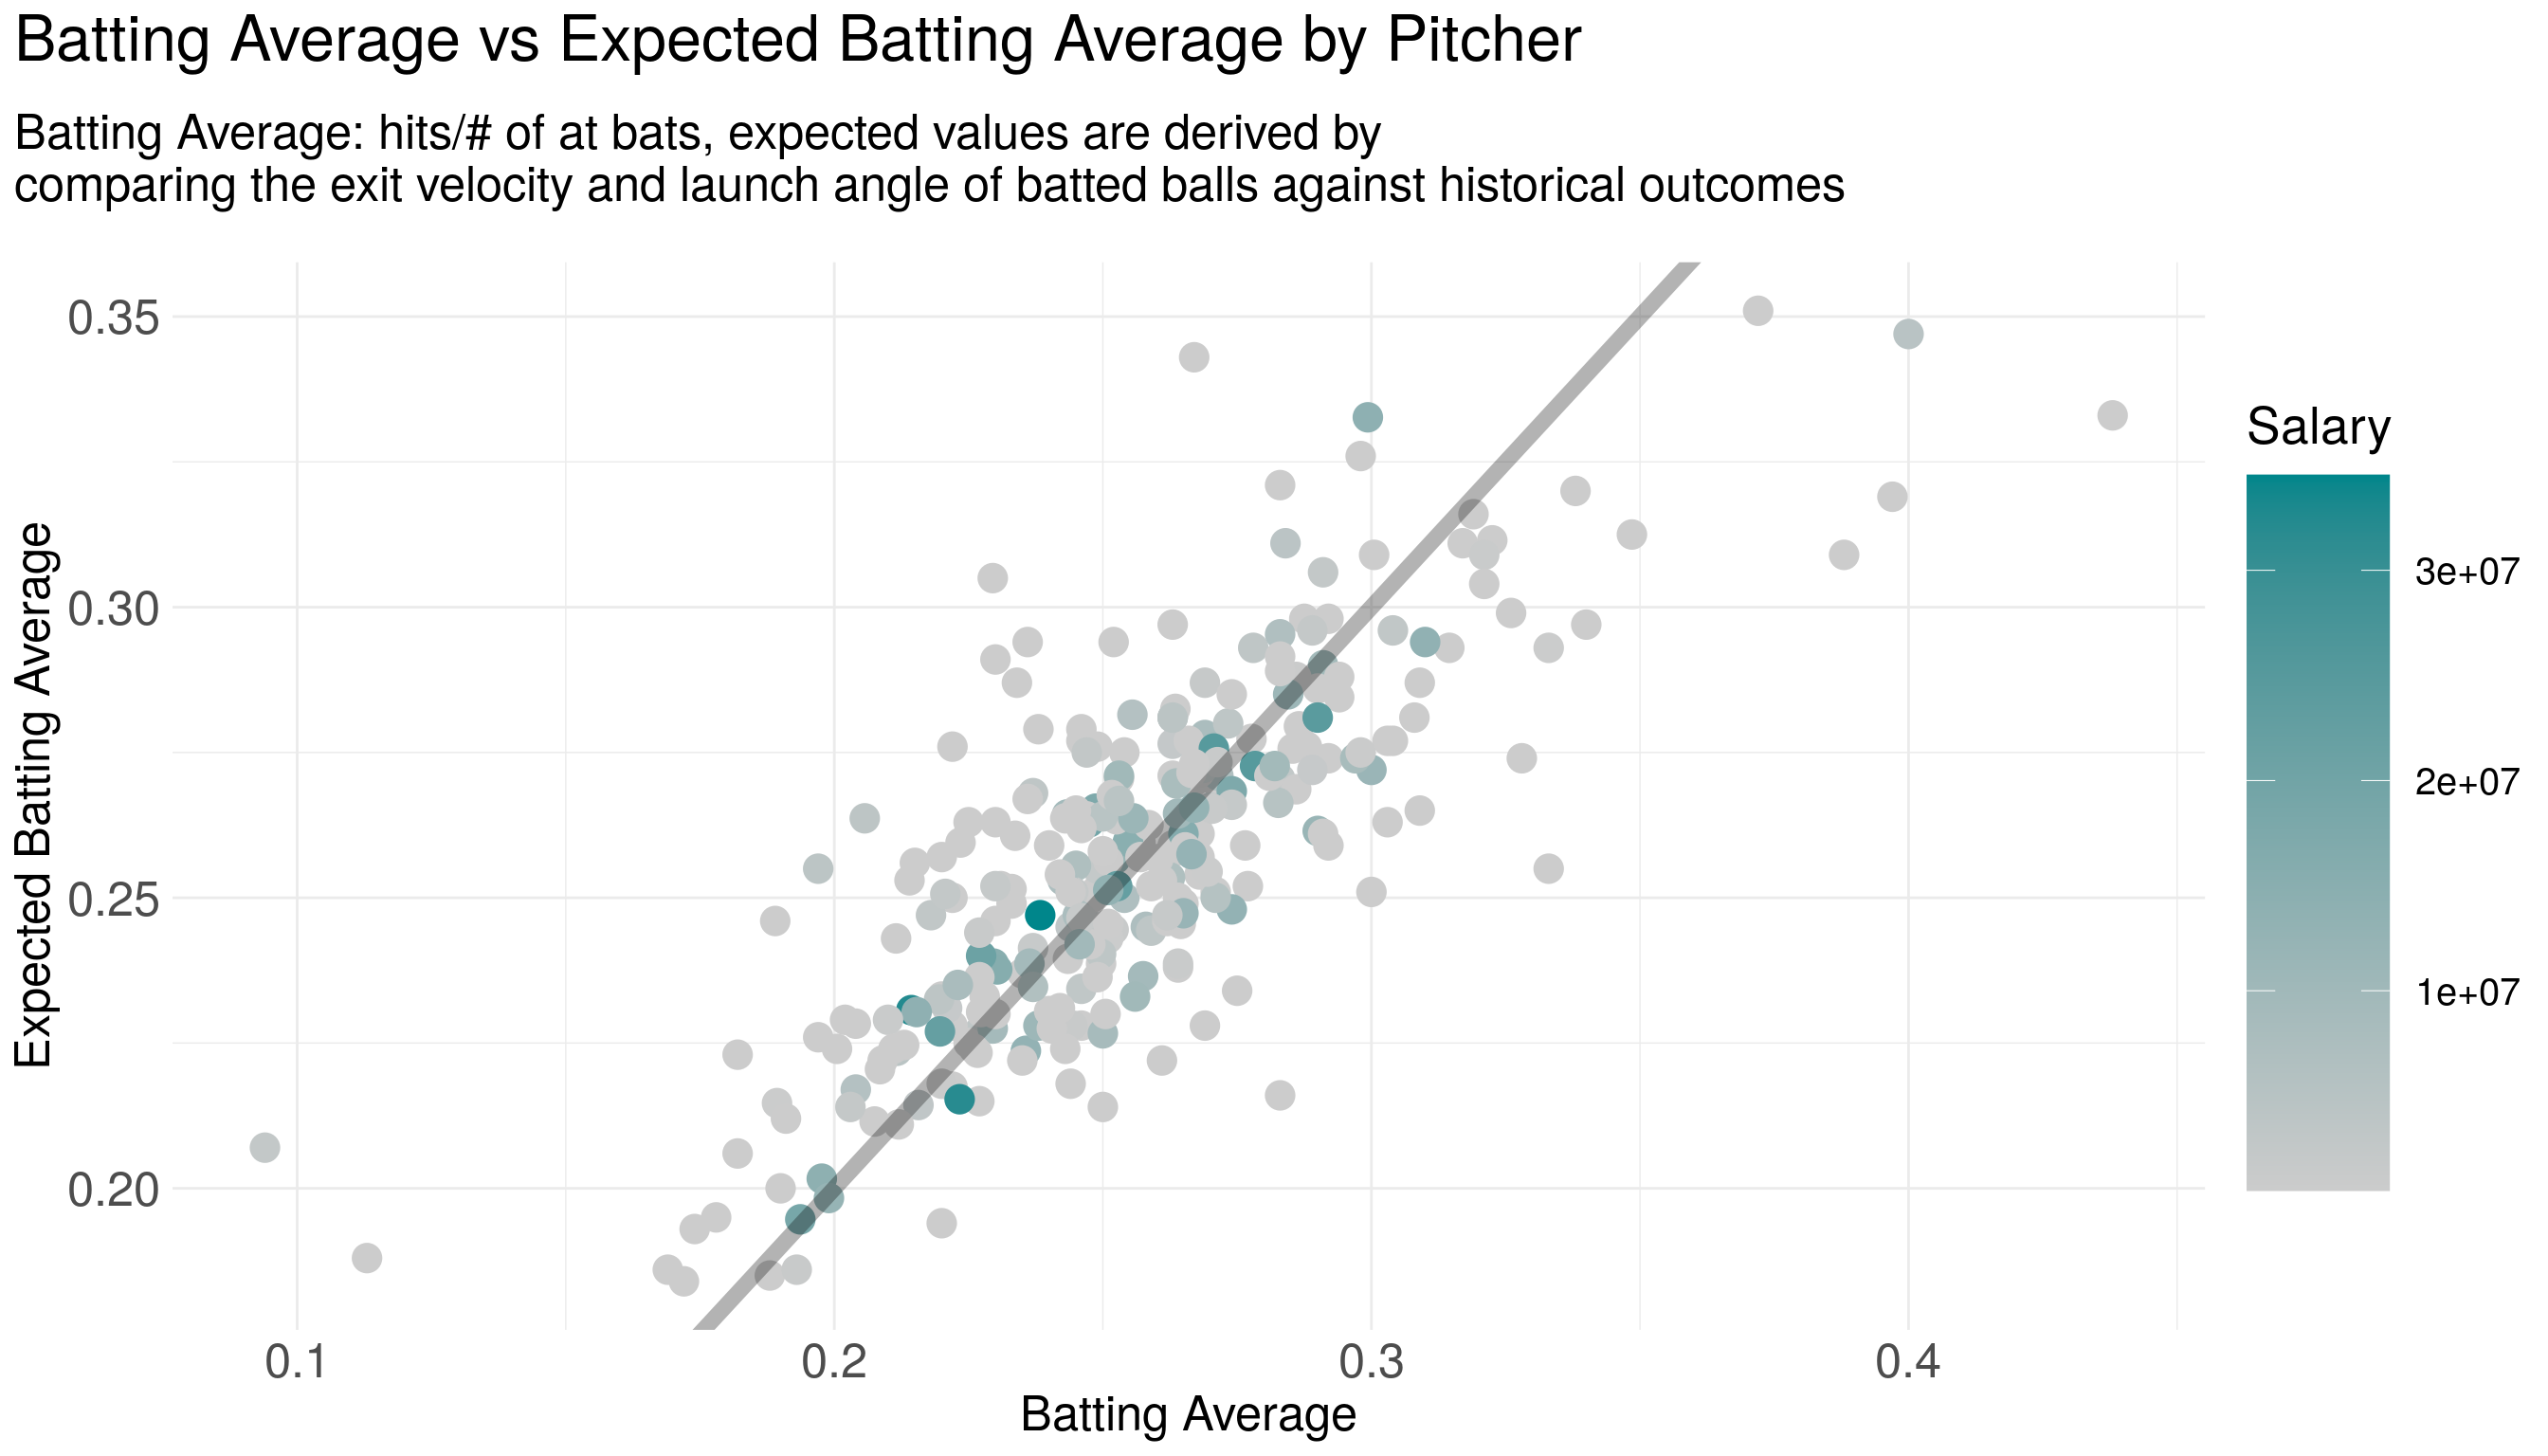 Batting Average vs Expected Batting Average by Pitcher
Batting Average: hits/# of at bats, expected values are derived by
comparing the exit velocity and launch angle of batted balls against historical outcomes
Expected Batting Average
0.35
0.30
0.25
0.20
0.1
0.2
0.3
0.4
Batting Average
Salary
3e+07
2e+07
1e+07